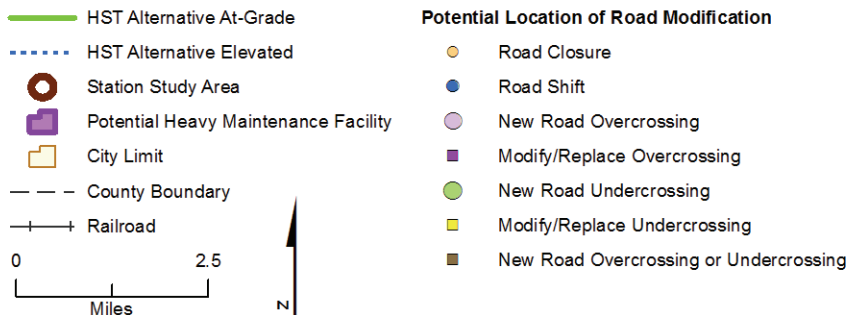 HST Alternative At-Grade
HST Alternative Elevated
Station Study Area
Potential Heavy Maintenance Facility
City Limit
County Boundary
Railroad
0 2.5
Miles
N
Potential Location of Road Modification
Road Closure
Road Shift
New Road Overcrossing
Modify/Replace Overcrossing
New Road Undercrossing
Modify/Replace Undercrossing
New Road Overcrossing or Undercrossing